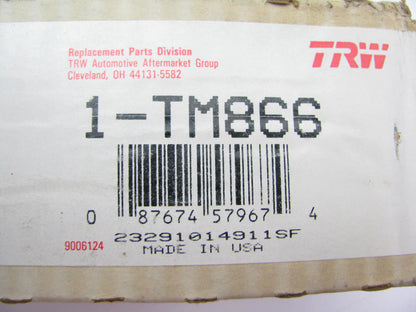 Replacement Parts Division
TRW Automotive Aftermarket Group
Cleveland, OH 44131-5582
TRW
1-TM866
0 87674 57967 4
9006124
23291014911SF
MADE IN USA